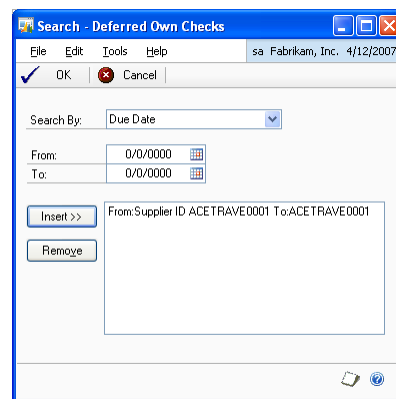 Search - Deferred Own Checks
File Edit Tools Help sa Fabrikam, Inc. 4/12/2007
OK Cancel
Search By: Due Date
From: 0/0/0000
To: 0/0/0000
Insert >> From:Supplier ID ACETRAVE0001 To:ACETRAVE0001
Remove